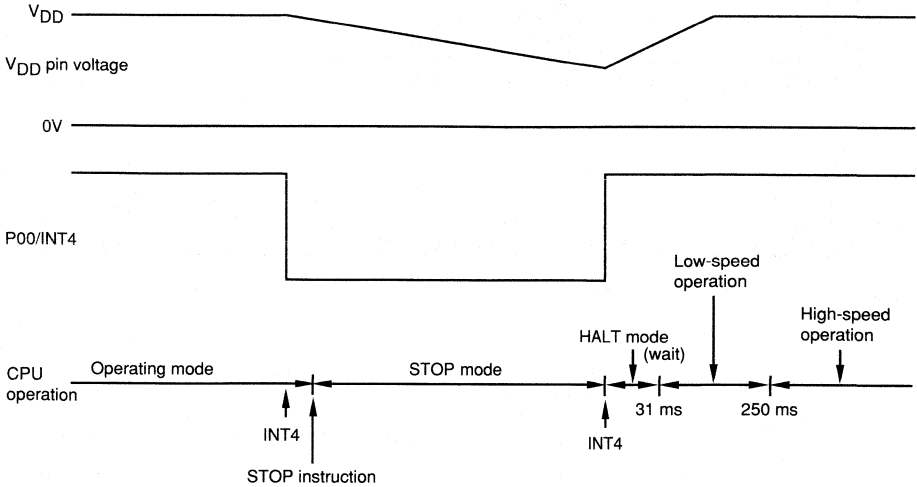 VDD
VDD pin voltage
0V
P00/INT4
Low-speed
operation
High-speed
operation
HALT mode
(wait)
CPU
operation
Operating mode
STOP mode
31 ms
250 ms
INT4
INT4
STOP instruction